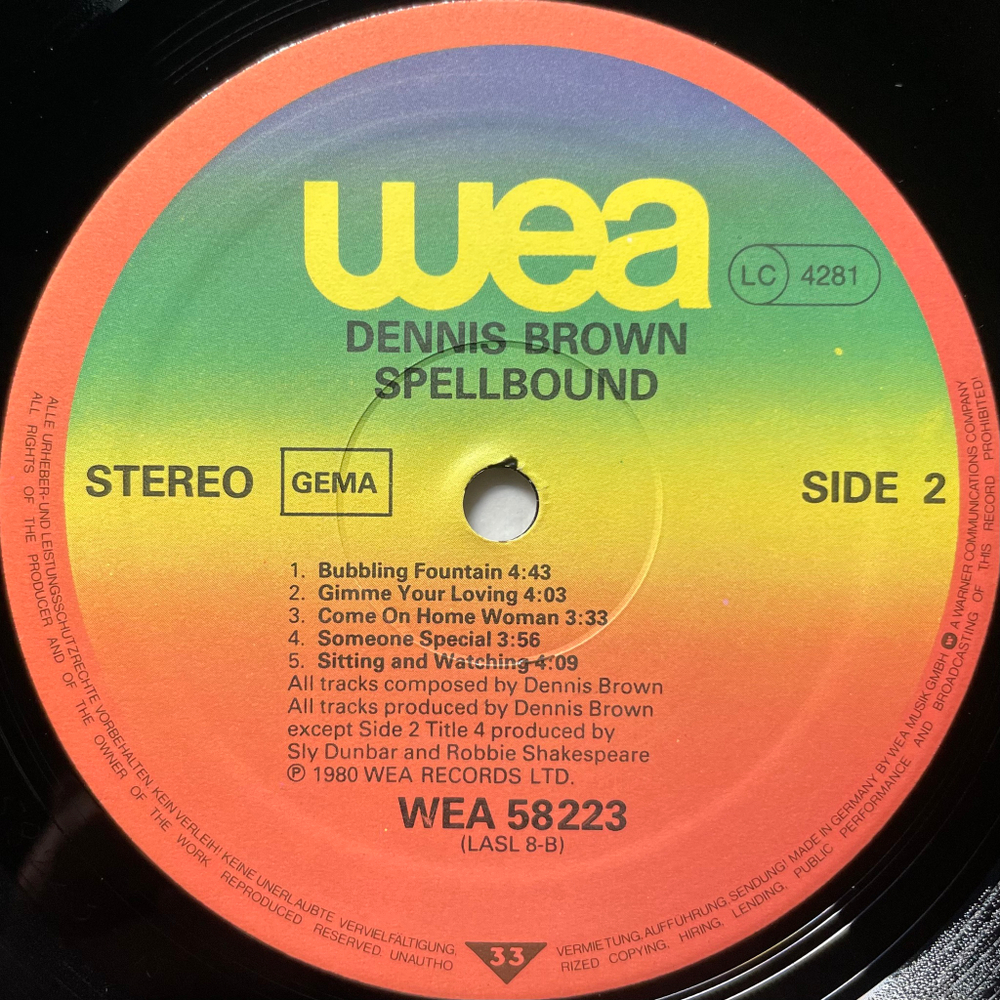 wea
LC 4281
DENNIS BROWN
SPELLBOUND
STEREO GEMA SIDE 2
1. Bubbling Fountain 4:43
2. Gimme Your Loving 4:03
3. Come On Home Woman 3:33
4. Someone Special 3:56
5. Sitting and Watching 4:09
All tracks composed by Dennis Brown
All tracks produced by Dennis Brown
except Side 2 Title 4 produced by
Sly Dunbar and Robbie Shakespeare
℗ 1980 WEA RECORDS LTD.
WEA 58223
(LASL 8-B)
33
ALLE URHEBER- UND LEISTUNGSSCHUTZRECHTE VORBEHALTEN. KEIN VERLEIH! KEINE UNERLAUBTE VERVIELFÄLTIGUNG, VERMIETUNG, AUFFÜHRUNG, SENDUNG! MADE IN GERMANY BY WEA MUSIK GMBH W A WARNER COMMUNICATIONS COMPANY
ALL RIGHTS OF THE PRODUCER AND OF THE OWNER OF THE WORK REPRODUCED RESERVED. UNAUTHORIZED COPYING, HIRING, LENDING, PUBLIC PERFORMANCE AND BROADCASTING OF THIS RECORD PROHIBITED!